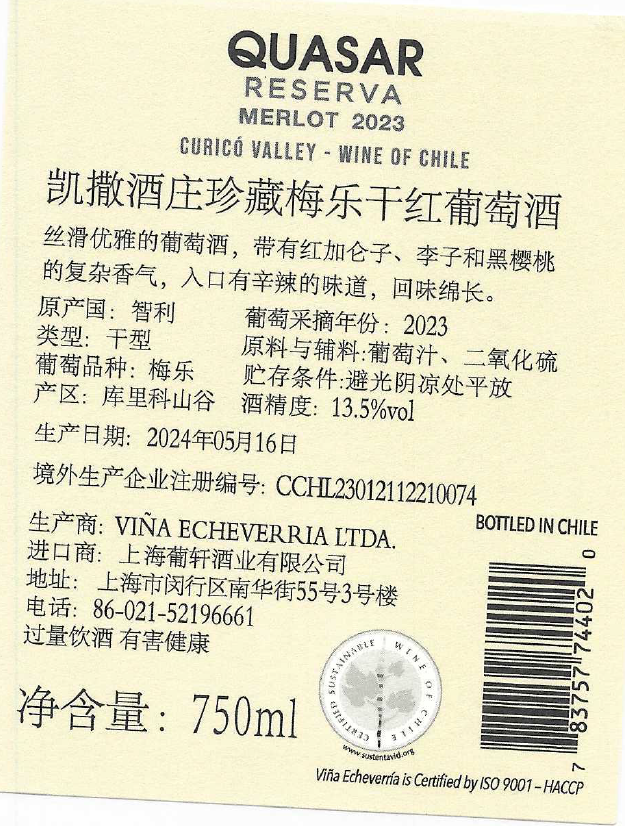 QUASAR
RESERVA
MERLOT 2023
CURICÓ VALLEY - WINE OF CHILE
凯撒酒庄珍藏梅乐干红葡萄酒
丝滑优雅的葡萄酒，带有红加仑子、李子和黑樱桃
的复杂香气，入口有辛辣的味道，回味绵长。
原产国：智利
葡萄采摘年份：2023
类型：干型
原料与辅料:葡萄汁、二氧化硫
葡萄品种：梅乐
贮存条件:避光阴凉处平放
产区：库里科山谷
酒精度：13.5%vol
生产日期：2024年05月16日
境外生产企业注册编号: CCHL23012112210074
生产商: VIÑA ECHEVERRIA LTDA.
BOTTLED IN CHILE
进口商：上海葡轩酒业有限公司
地址：上海市闵行区南华街55号3号楼
电话：86-021-52196661
过量饮酒 有害健康
净含量：750ml
CERTIFIED SUSTAINABLE WINE OF CHILE
www.sustentavid.org
7 83757 74402 0
Viña Echeverría is Certified by ISO 9001 – HACCP